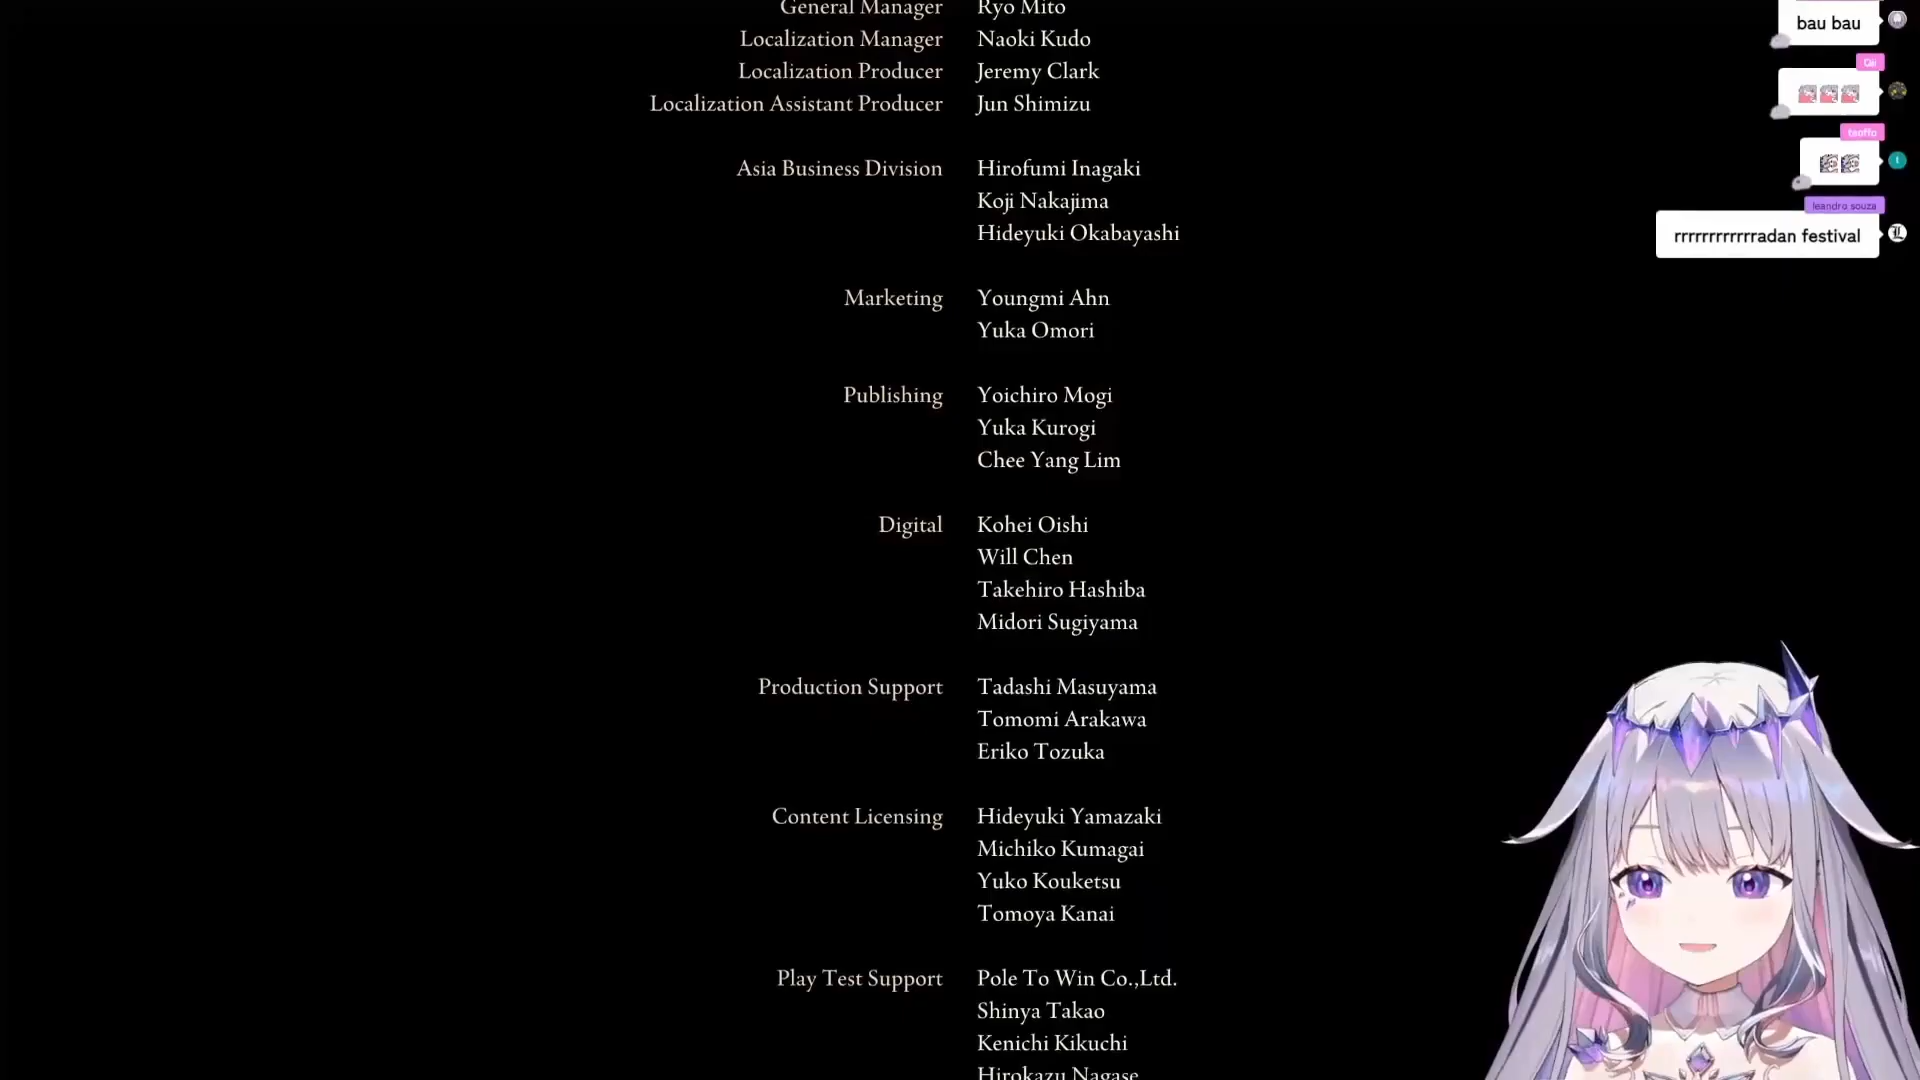 General Manager Ryo Mito
Localization Manager Naoki Kudo
Localization Producer Jeremy Clark
Localization Assistant Producer Jun Shimizu
Asia Business Division Hirofumi Inagaki
Koji Nakajima
Hideyuki Okabayashi
Marketing Youngmi Ahn
Yuka Omori
Publishing Yoichiro Mogi
Yuka Kurogi
Chee Yang Lim
Digital Kohei Oishi
Will Chen
Takehiro Hashiba
Midori Sugiyama
Production Support Tadashi Masuyama
Tomomi Arakawa
Eriko Tozuka
Content Licensing Hideyuki Yamazaki
Michiko Kumagai
Yuko Kouketsu
Tomoya Kanai
Play Test Support Pole To Win Co.,Ltd.
Shinya Takao
Kenichi Kikuchi
Hirokazu Nagase
bau bau
taoffo
leandro souza
rrrrrrrrrrrradan festival